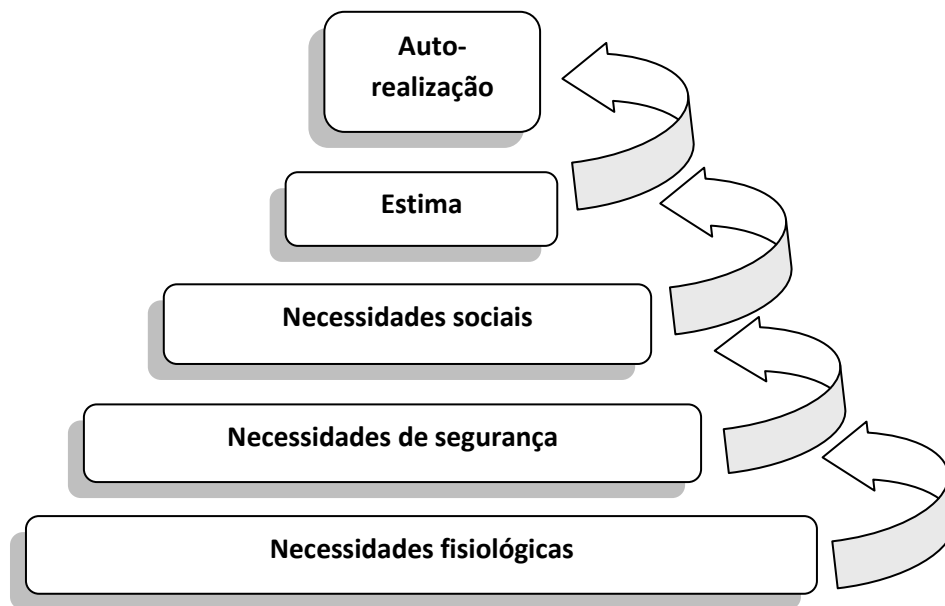 Auto-
realização
Estima
Necessidades sociais
Necessidades de segurança
Necessidades fisiológicas